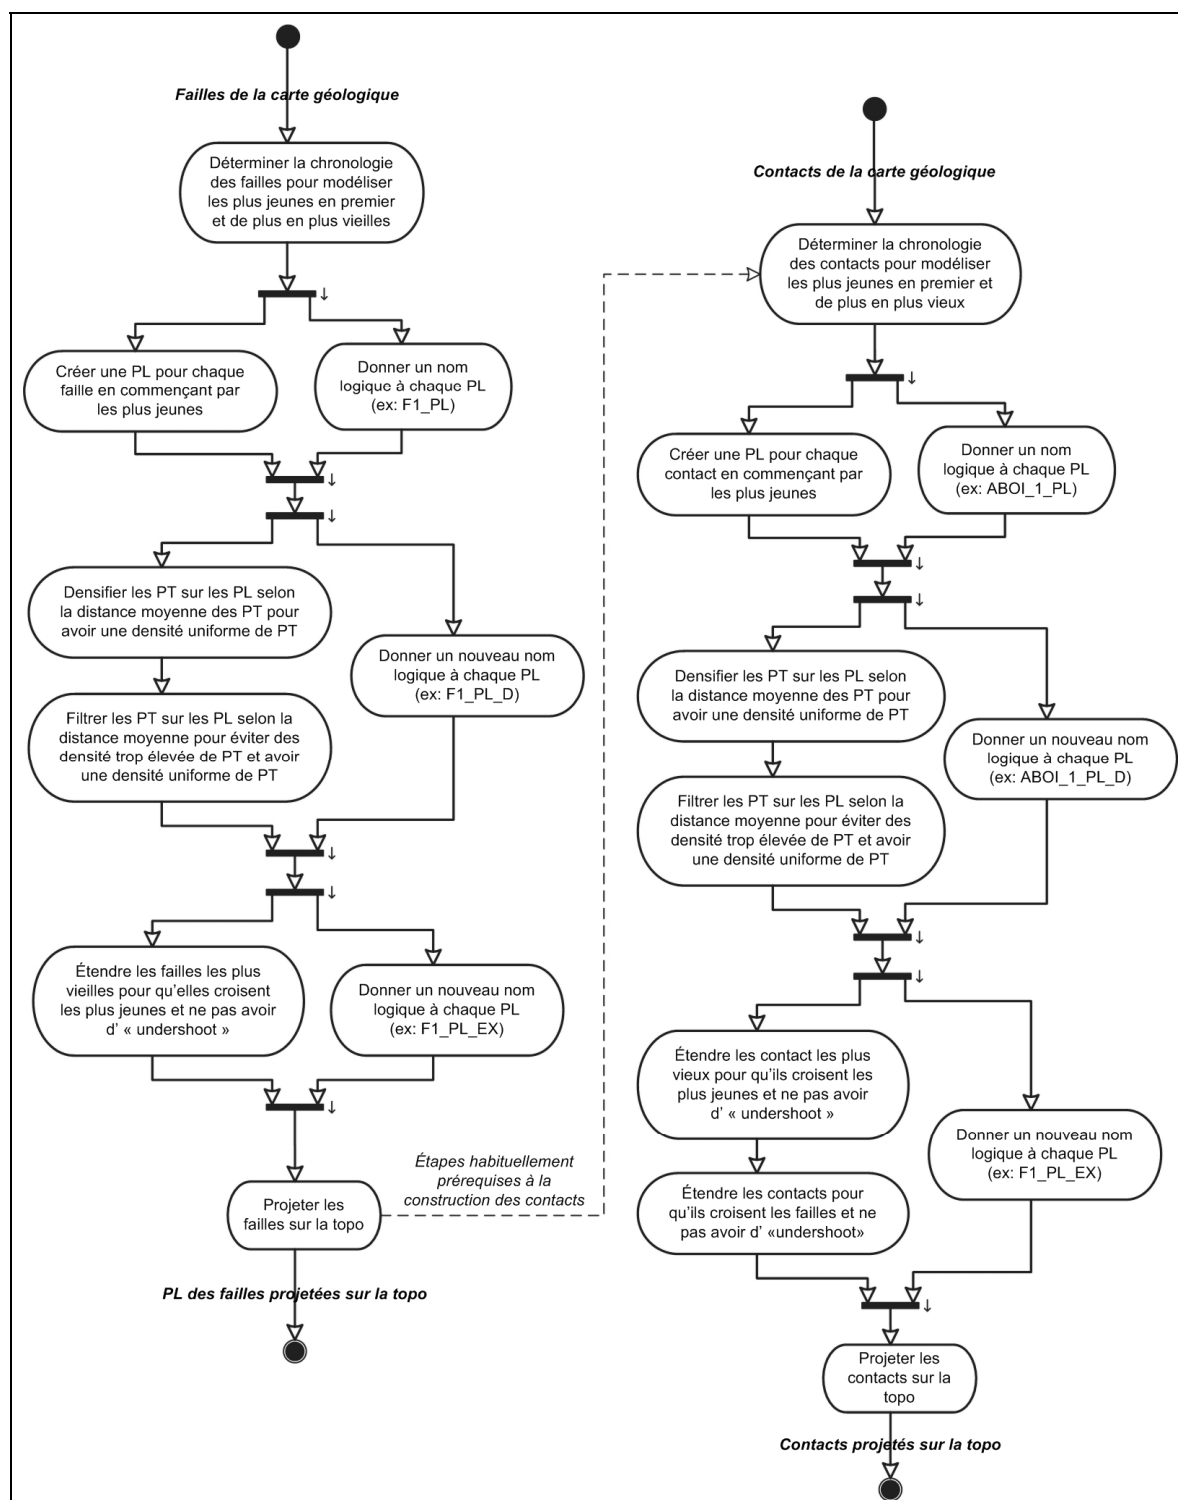 Failles de la carte géologique
Déterminer la chronologie
des failles pour modéliser
les plus jeunes en premier
et de plus en plus vieilles
Créer une PL pour chaque
faille en commençant par
les plus jeunes
Donner un nom
logique à chaque PL
(ex: F1_PL)
Densifier les PT sur les PL selon
la distance moyenne des PT pour
avoir une densité uniforme de PT
Donner un nouveau nom
logique à chaque PL
(ex: F1_PL_D)
Filtrer les PT sur les PL selon la
distance moyenne pour éviter des
densité trop élevée de PT et avoir
une densité uniforme de PT
Étendre les failles les plus
vieilles pour qu'elles croisent
les plus jeunes et ne pas avoir
d' « undershoot »
Donner un nouveau nom
logique à chaque PL
(ex: F1_PL_EX)
Projeter les
failles sur la topo
PL des failles projetées sur la topo
Étapes habituellement
prérequises à la
construction des contacts
Contacts de la carte géologique
Déterminer la chronologie
des contacts pour modéliser
les plus jeunes en premier et
de plus en plus vieux
Créer une PL pour chaque
contact en commençant par
les plus jeunes
Donner un nom
logique à chaque PL
(ex: ABOI_1_PL)
Densifier les PT sur les PL selon
la distance moyenne des PT pour
avoir une densité uniforme de PT
Donner un nouveau nom
logique à chaque PL
(ex: ABOI_1_PL_D)
Filtrer les PT sur les PL selon la
distance moyenne pour éviter des
densité trop élevée de PT et avoir
une densité uniforme de PT
Étendre les contact les plus
vieux pour qu'ils croisent les
plus jeunes et ne pas avoir
d' « undershoot »
Donner un nouveau nom
logique à chaque PL
(ex: F1_PL_EX)
Étendre les contacts pour
qu'ils croisent les failles et ne
pas avoir d' «undershoot»
Projeter les
contacts sur la
topo
Contacts projetés sur la topo